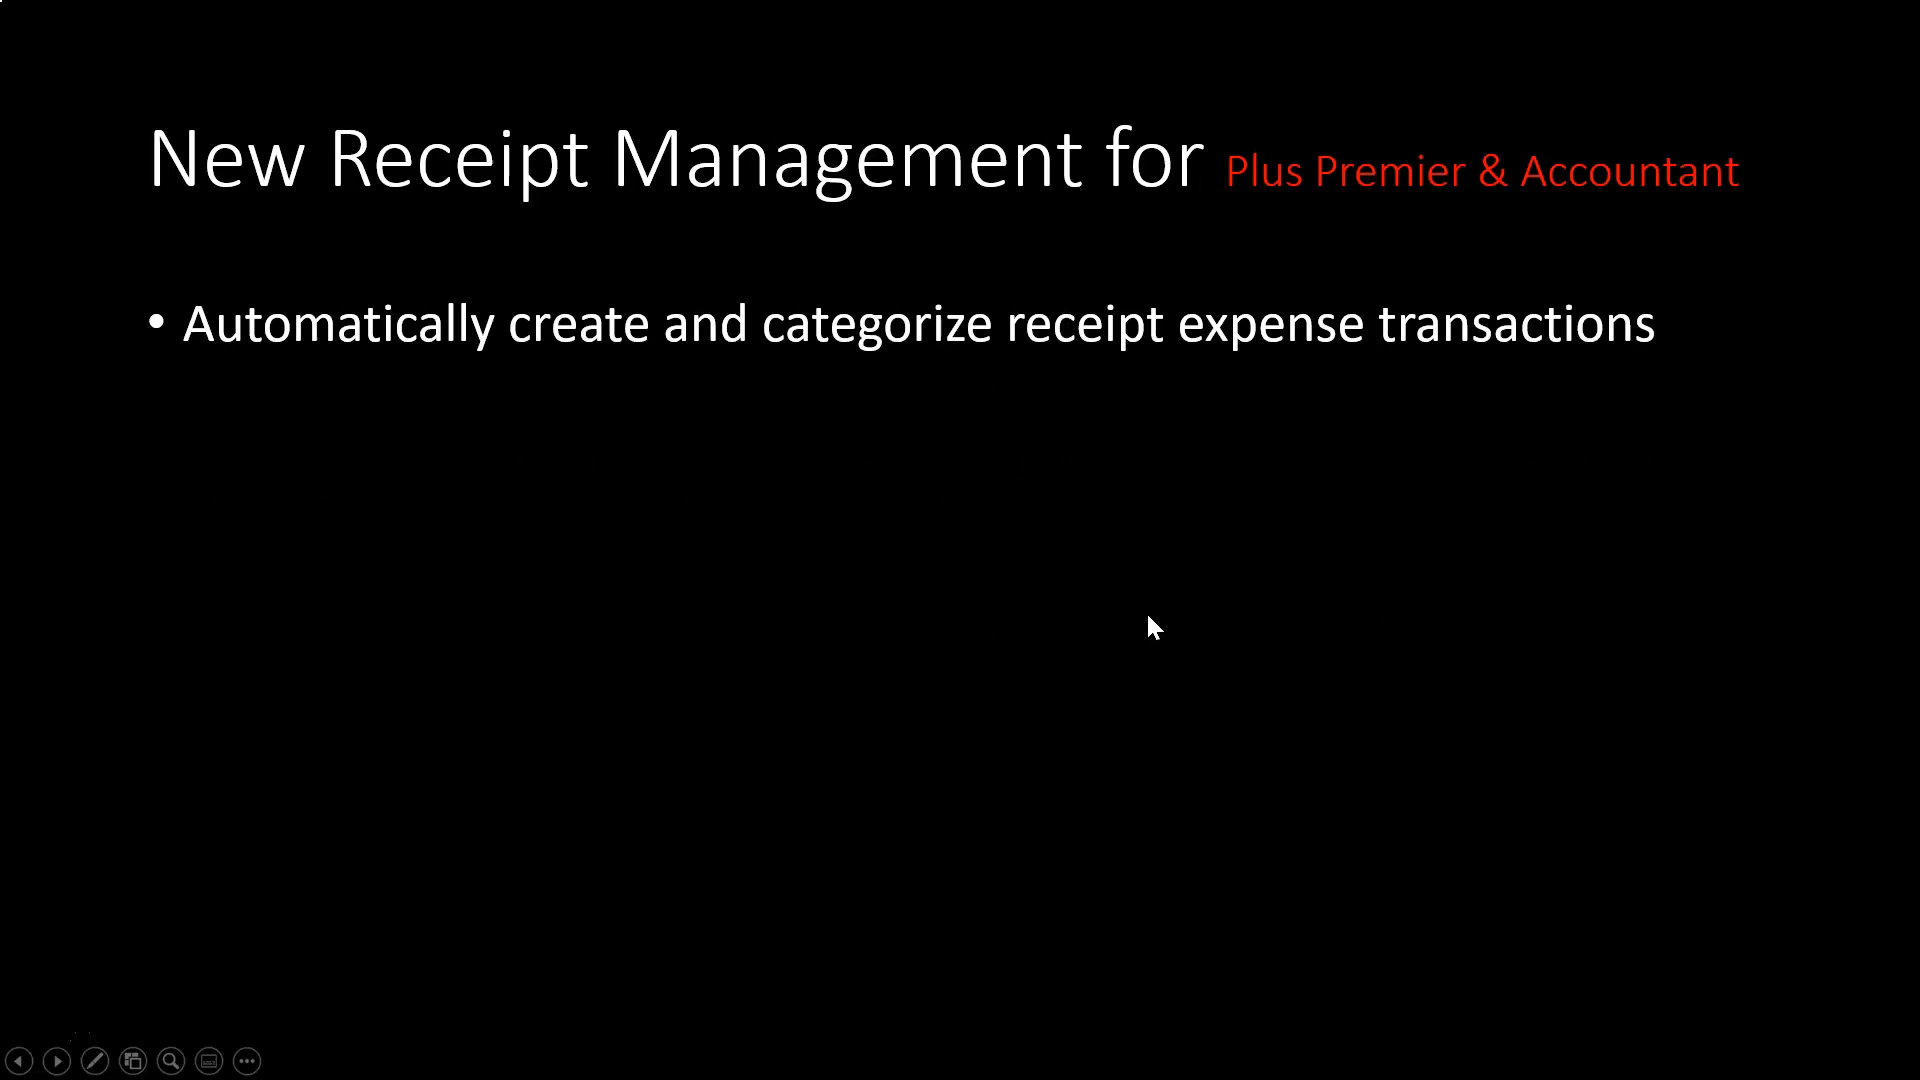 New Receipt Management for Plus Premier & Accountant
• Automatically create and categorize receipt expense transactions